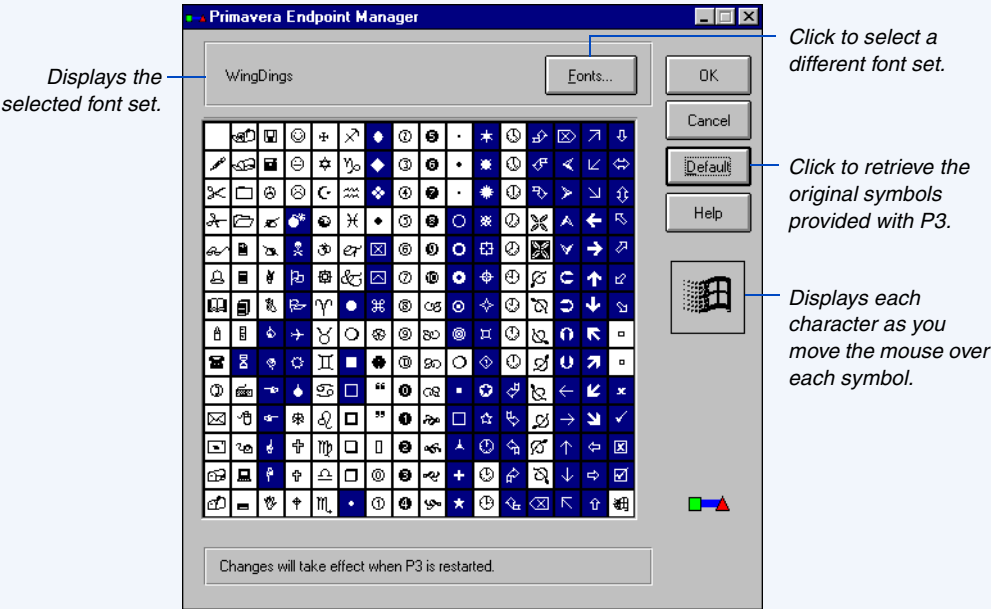 Primavera Endpoint Manager
Click to select a
different font set.
Displays the
selected font set.
WingDings
Fonts...
OK
Cancel
Default
Help
Click to retrieve the
original symbols
provided with P3.
Displays each
character as you
move the mouse over
each symbol.
Changes will take effect when P3 is restarted.